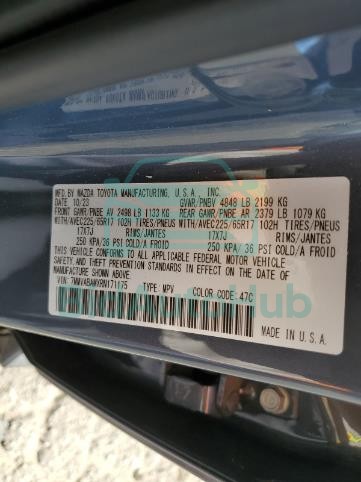 MFD. BY MAZDA TOYOTA MANUFACTURING, U.S.A., INC.
DATE: 10/23 GVWR/PNBV 4848 LB 2199 KG
FRONT GAWR/PNBE AV 2498 LB 1133 KG REAR GAWR/PNBE AR 2379 LB 1079 KG
WITH/AVEC225/65R17 102H TIRES/PNEUS WITH/AVEC225/65R17 102H TIRES/PNEUS
17X7J RIMS/JANTES 17X7J RIMS/JANTES
250 KPA/ 36 PSI COLD/A FROID 250 KPA/ 36 PSI COLD/A FROID
THIS VEHICLE CONFORMS TO ALL APPLICABLE FEDERAL MOTOR VEHICLE
SAFETY, BUMPER, AND THEFT PREVENTION STANDARDS IN EFFECT ON THE DATE OF
MANUFACTURE SHOWN ABOVE.
VIN: 7MMVABAMXRN171175 TYPE: MPV COLOR CODE: 47C
MADE IN U.S.A.